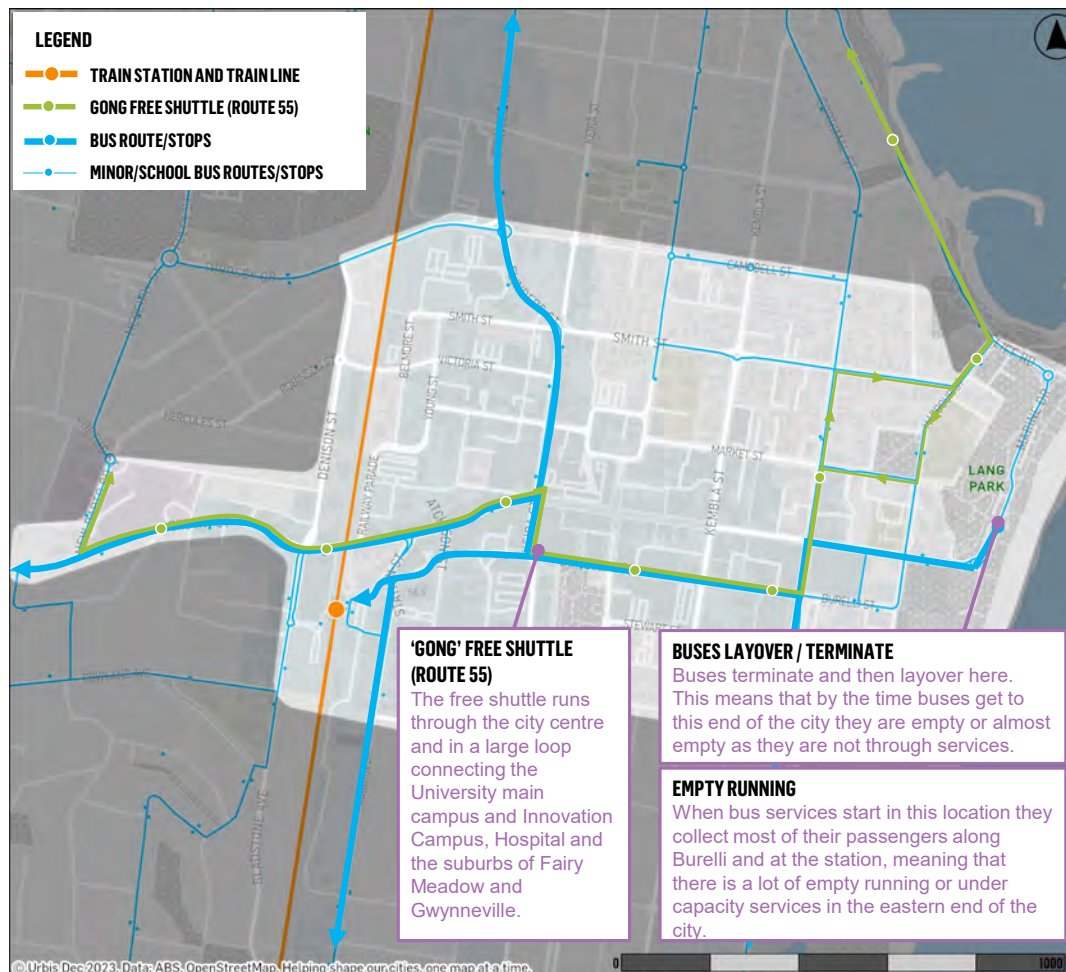 LEGEND
TRAIN STATION AND TRAIN LINE
GONG FREE SHUTTLE (ROUTE 55)
BUS ROUTE/STOPS
MINOR/SCHOOL BUS ROUTES/STOPS
KEMBLA ST
CAMPBELL ST
SMITH ST
SMITH ST
BELMORE ST
VICTORIA ST
YOUNG ST
HERCULES ST
DENISON ST
RAILWAY PARADE
MARKET ST
KEMBLA ST
MARINE DR
LANG
PARK
BURELLI ST
GLADSTONE AVE
‘GONG’ FREE SHUTTLE
(ROUTE 55)
The free shuttle runs
through the city centre
and in a large loop
connecting the
University main
campus and Innovation
Campus, Hospital and
the suburbs of Fairy
Meadow and
Gwynneville.
BUSES LAYOVER / TERMINATE
Buses terminate and then layover here.
This means that by the time buses get to
this end of the city they are empty or almost
empty as they are not through services.
EMPTY RUNNING
When bus services start in this location they
collect most of their passengers along
Burelli and at the station, meaning that
there is a lot of empty running or under
capacity services in the eastern end of the
city.
© Urbis Dec 2023. Data: ABS, OpenStreetMap. Helping shape our cities, one map at a time.
0
1000